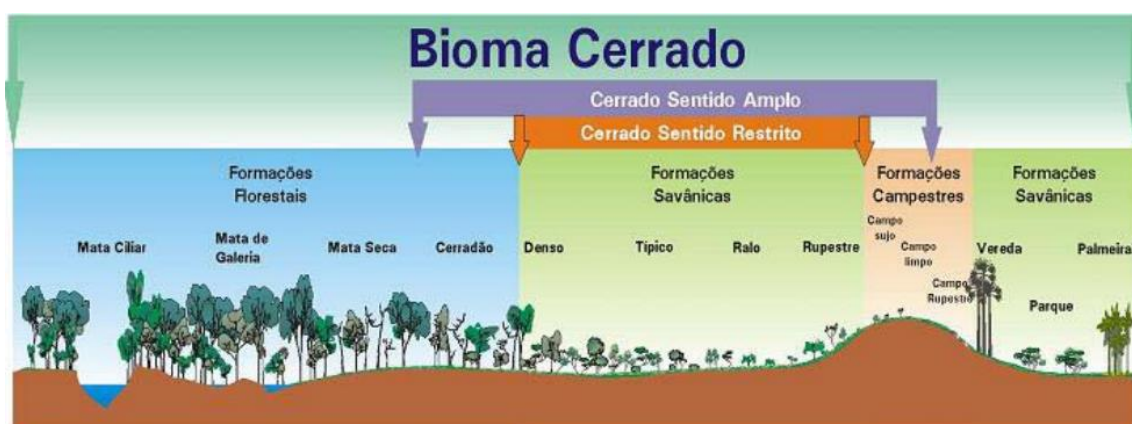 Bioma Cerrado
Cerrado Sentido Amplo
Cerrado Sentido Restrito
Formações
Florestais
Formações
Savânicas
Formações
Campestres
Formações
Savânicas
Mata Ciliar
Mata de
Galeria
Mata Seca
Cerradão
Denso
Típico
Ralo
Rupestre
Campo
sujo
Campo
limpo
Campo
Rupestre
Vereda
Parque
Palmeiral